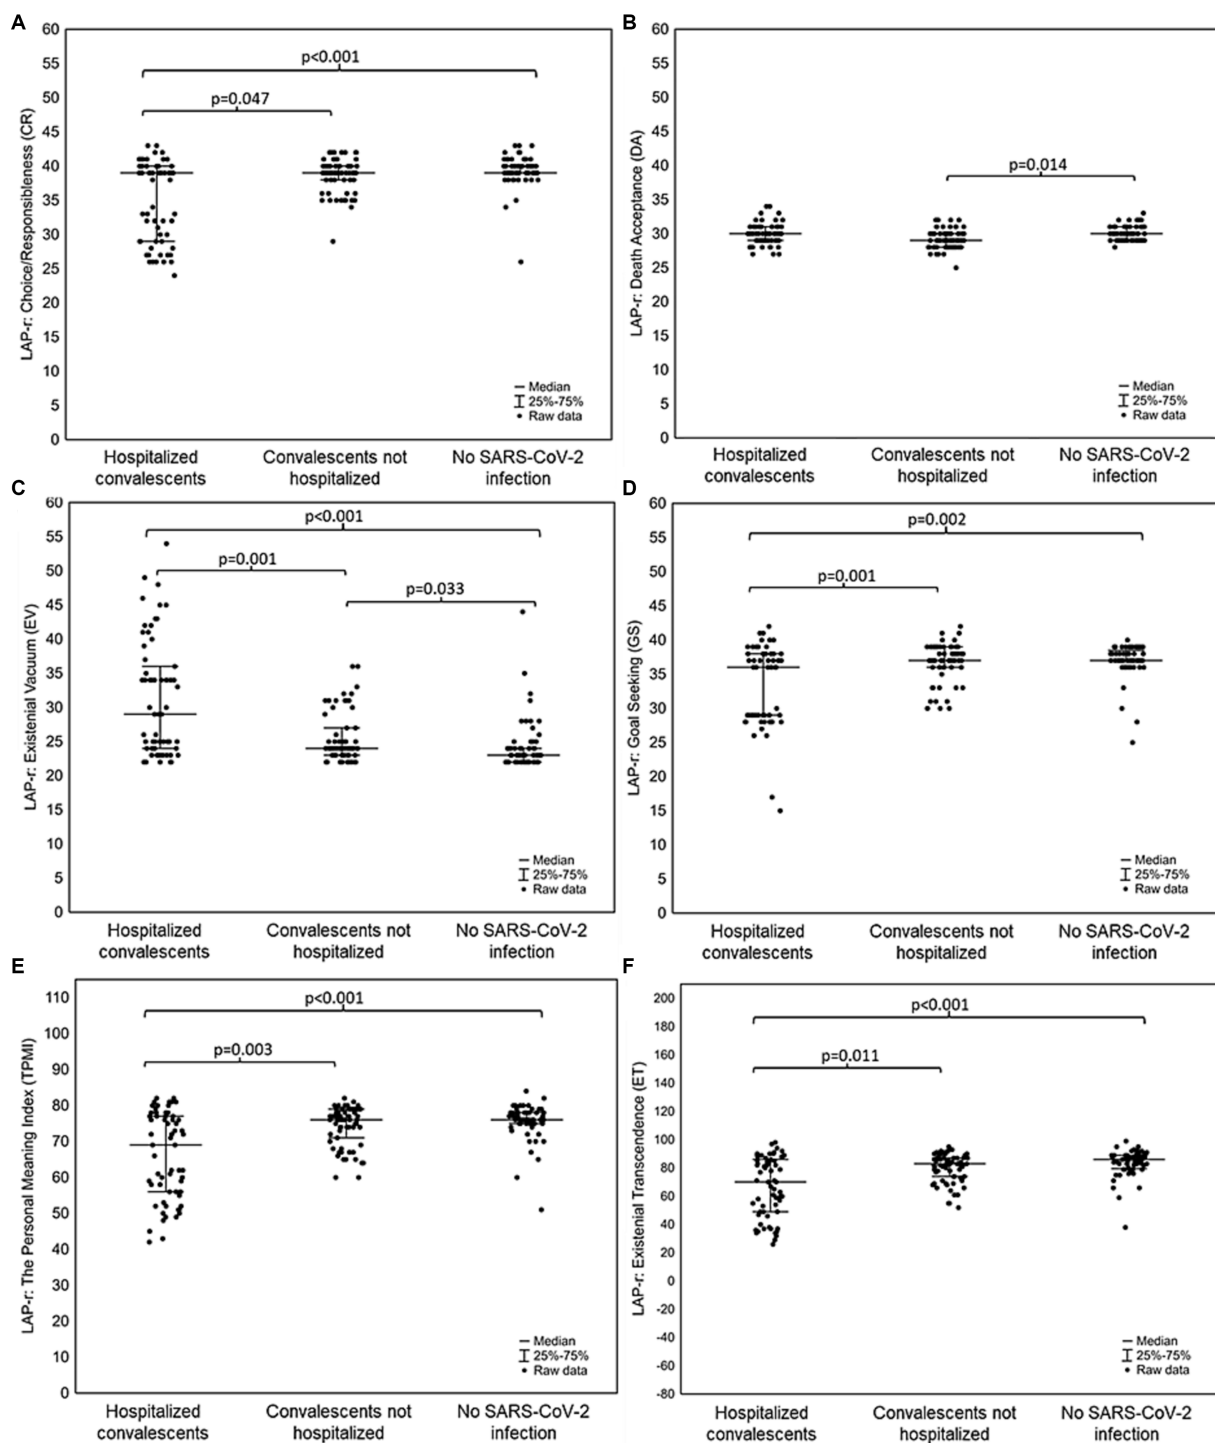 A
LAP-r: Choice/Responsibleness (CR)
60
55
50
45
40
35
30
25
20
15
10
5
0
p<0.001
p=0.047
Median
25%-75%
Raw data
Hospitalized
convalescents
Convalescents not
hospitalized
No SARS-CoV-2
infection
B
LAP-r: Death Acceptance (DA)
60
55
50
45
40
35
30
25
20
15
10
5
0
p=0.014
Median
25%-75%
Raw data
Hospitalized
convalescents
Convalescents not
hospitalized
No SARS-CoV-2
infection
C
LAP-r: Existenial Vacuum (EV)
60
55
50
45
40
35
30
25
20
15
10
5
0
p<0.001
p=0.001
p=0.033
Median
25%-75%
Raw data
Hospitalized
convalescents
Convalescents not
hospitalized
No SARS-CoV-2
infection
D
LAP-r: Goal Seeking (GS)
60
55
50
45
40
35
30
25
20
15
10
5
0
p=0.002
p=0.001
Median
25%-75%
Raw data
Hospitalized
convalescents
Convalescents not
hospitalized
No SARS-CoV-2
infection
E
LAP-r: The Personal Meaning Index (TPMI)
110
100
90
80
70
60
50
40
30
20
10
0
p<0.001
p=0.003
Median
25%-75%
Raw data
Hospitalized
convalescents
Convalescents not
hospitalized
No SARS-CoV-2
infection
F
LAP-r: Existenial Transcendence (ET)
200
180
160
140
120
100
80
60
40
20
0
-20
-40
-60
-80
p<0.001
p=0.011
Median
25%-75%
Raw data
Hospitalized
convalescents
Convalescents not
hospitalized
No SARS-CoV-2
infection